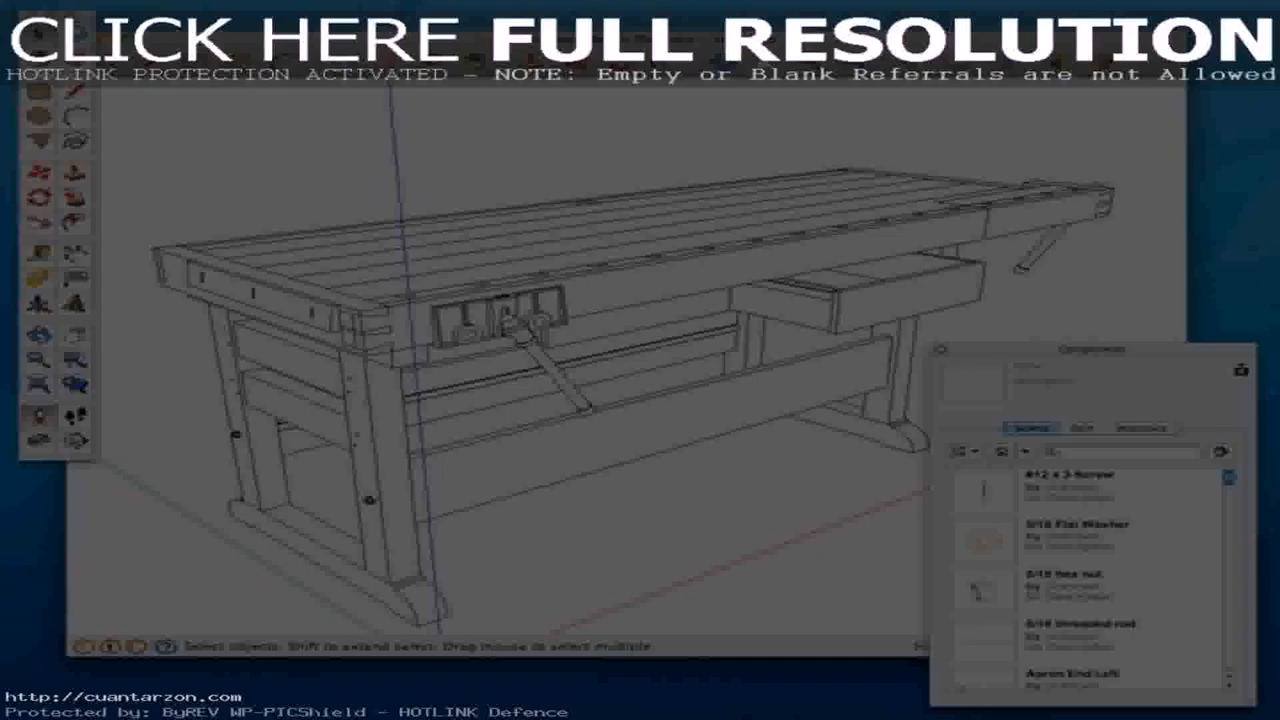 CLICK HERE FULL RESOLUTION
HOTLINK PROTECTION ACTIVATED - NOTE: Empty or Blank Referrals are not Allowed
#12 x 3 Screw
5/16 Flat Washer
5/16 hex nut
5/16 threaded rod
Apron End Left
Select objects. Shift to extend select. Drag mouse to select multiple
http://cuantarzon.com
Protected by: ByREV WP-PICShield - HOTLINK Defence